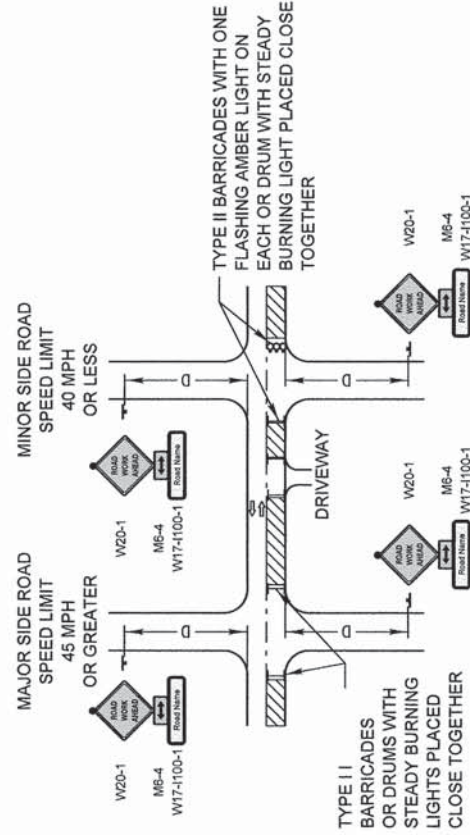 MAJOR SIDE ROAD
SPEED LIMIT
45 MPH
OR GREATER
MINOR SIDE ROAD
SPEED LIMIT
40 MPH
OR LESS
ROAD
WORK
AHEAD
Road Name
W20-1
M6-4
W17-I100-1
D
ROAD
WORK
AHEAD
Road Name
W20-1
M6-4
W17-I100-1
D
TYPE II BARRICADES WITH ONE
FLASHING AMBER LIGHT ON
EACH OR DRUM WITH STEADY
BURNING LIGHT PLACED CLOSE
TOGETHER
DRIVEWAY
TYPE I I
BARRICADES
OR DRUMS WITH
STEADY BURNING
LIGHTS PLACED
CLOSE TOGETHER
D
ROAD
WORK
AHEAD
Road Name
W20-1
M6-4
W17-I100-1
D
ROAD
WORK
AHEAD
Road Name
W20-1
M6-4
W17-I100-1